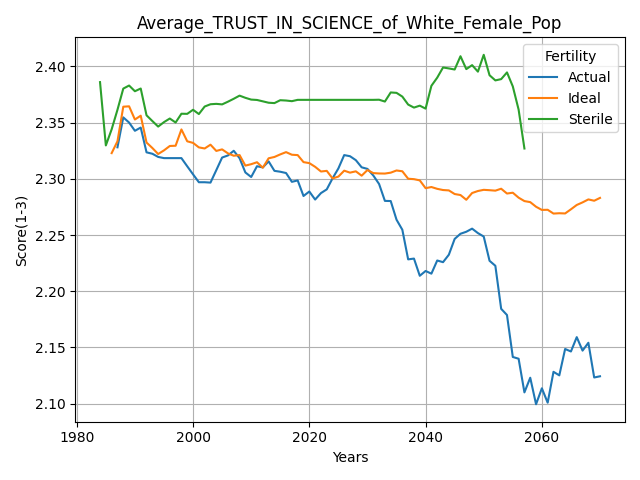 Average_TRUST_IN_SCIENCE_of_White_Female_Pop
Fertility
Actual
Ideal
Sterile
Score(1-3)
2.40
2.35
2.30
2.25
2.20
2.15
2.10
1980
2000
2020
2040
2060
Years